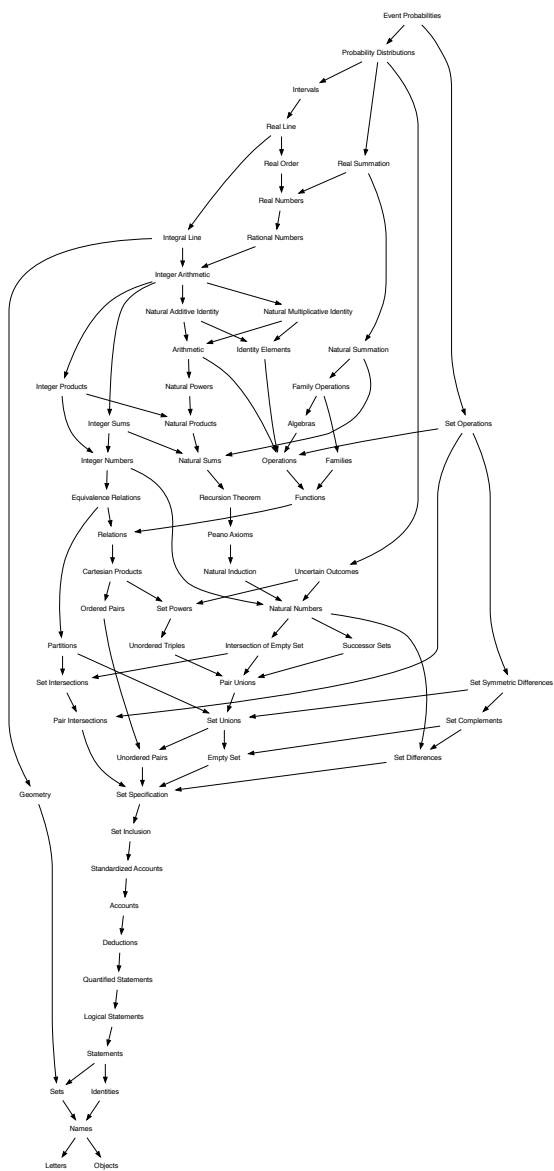 Event Probabilities
Probability Distributions
Intervals
Real Line
Real Order
Real Summation
Real Numbers
Integral Line
Rational Numbers
Integer Arithmetic
Natural Additive Identity
Natural Multiplicative Identity
Arithmetic
Identity Elements
Natural Summation
Integer Products
Natural Powers
Family Operations
Integer Sums
Natural Products
Algebras
Set Operations
Integer Numbers
Natural Sums
Operations
Families
Equivalence Relations
Recursion Theorem
Functions
Relations
Peano Axioms
Cartesian Products
Natural Induction
Uncertain Outcomes
Ordered Pairs
Set Powers
Natural Numbers
Partitions
Unordered Triples
Intersection of Empty Set
Successor Sets
Set Intersections
Pair Unions
Set Symmetric Differences
Pair Intersections
Set Unions
Set Complements
Unordered Pairs
Empty Set
Set Differences
Geometry
Set Specification
Set Inclusion
Standardized Accounts
Accounts
Deductions
Quantified Statements
Logical Statements
Statements
Sets
Identities
Names
Letters
Objects